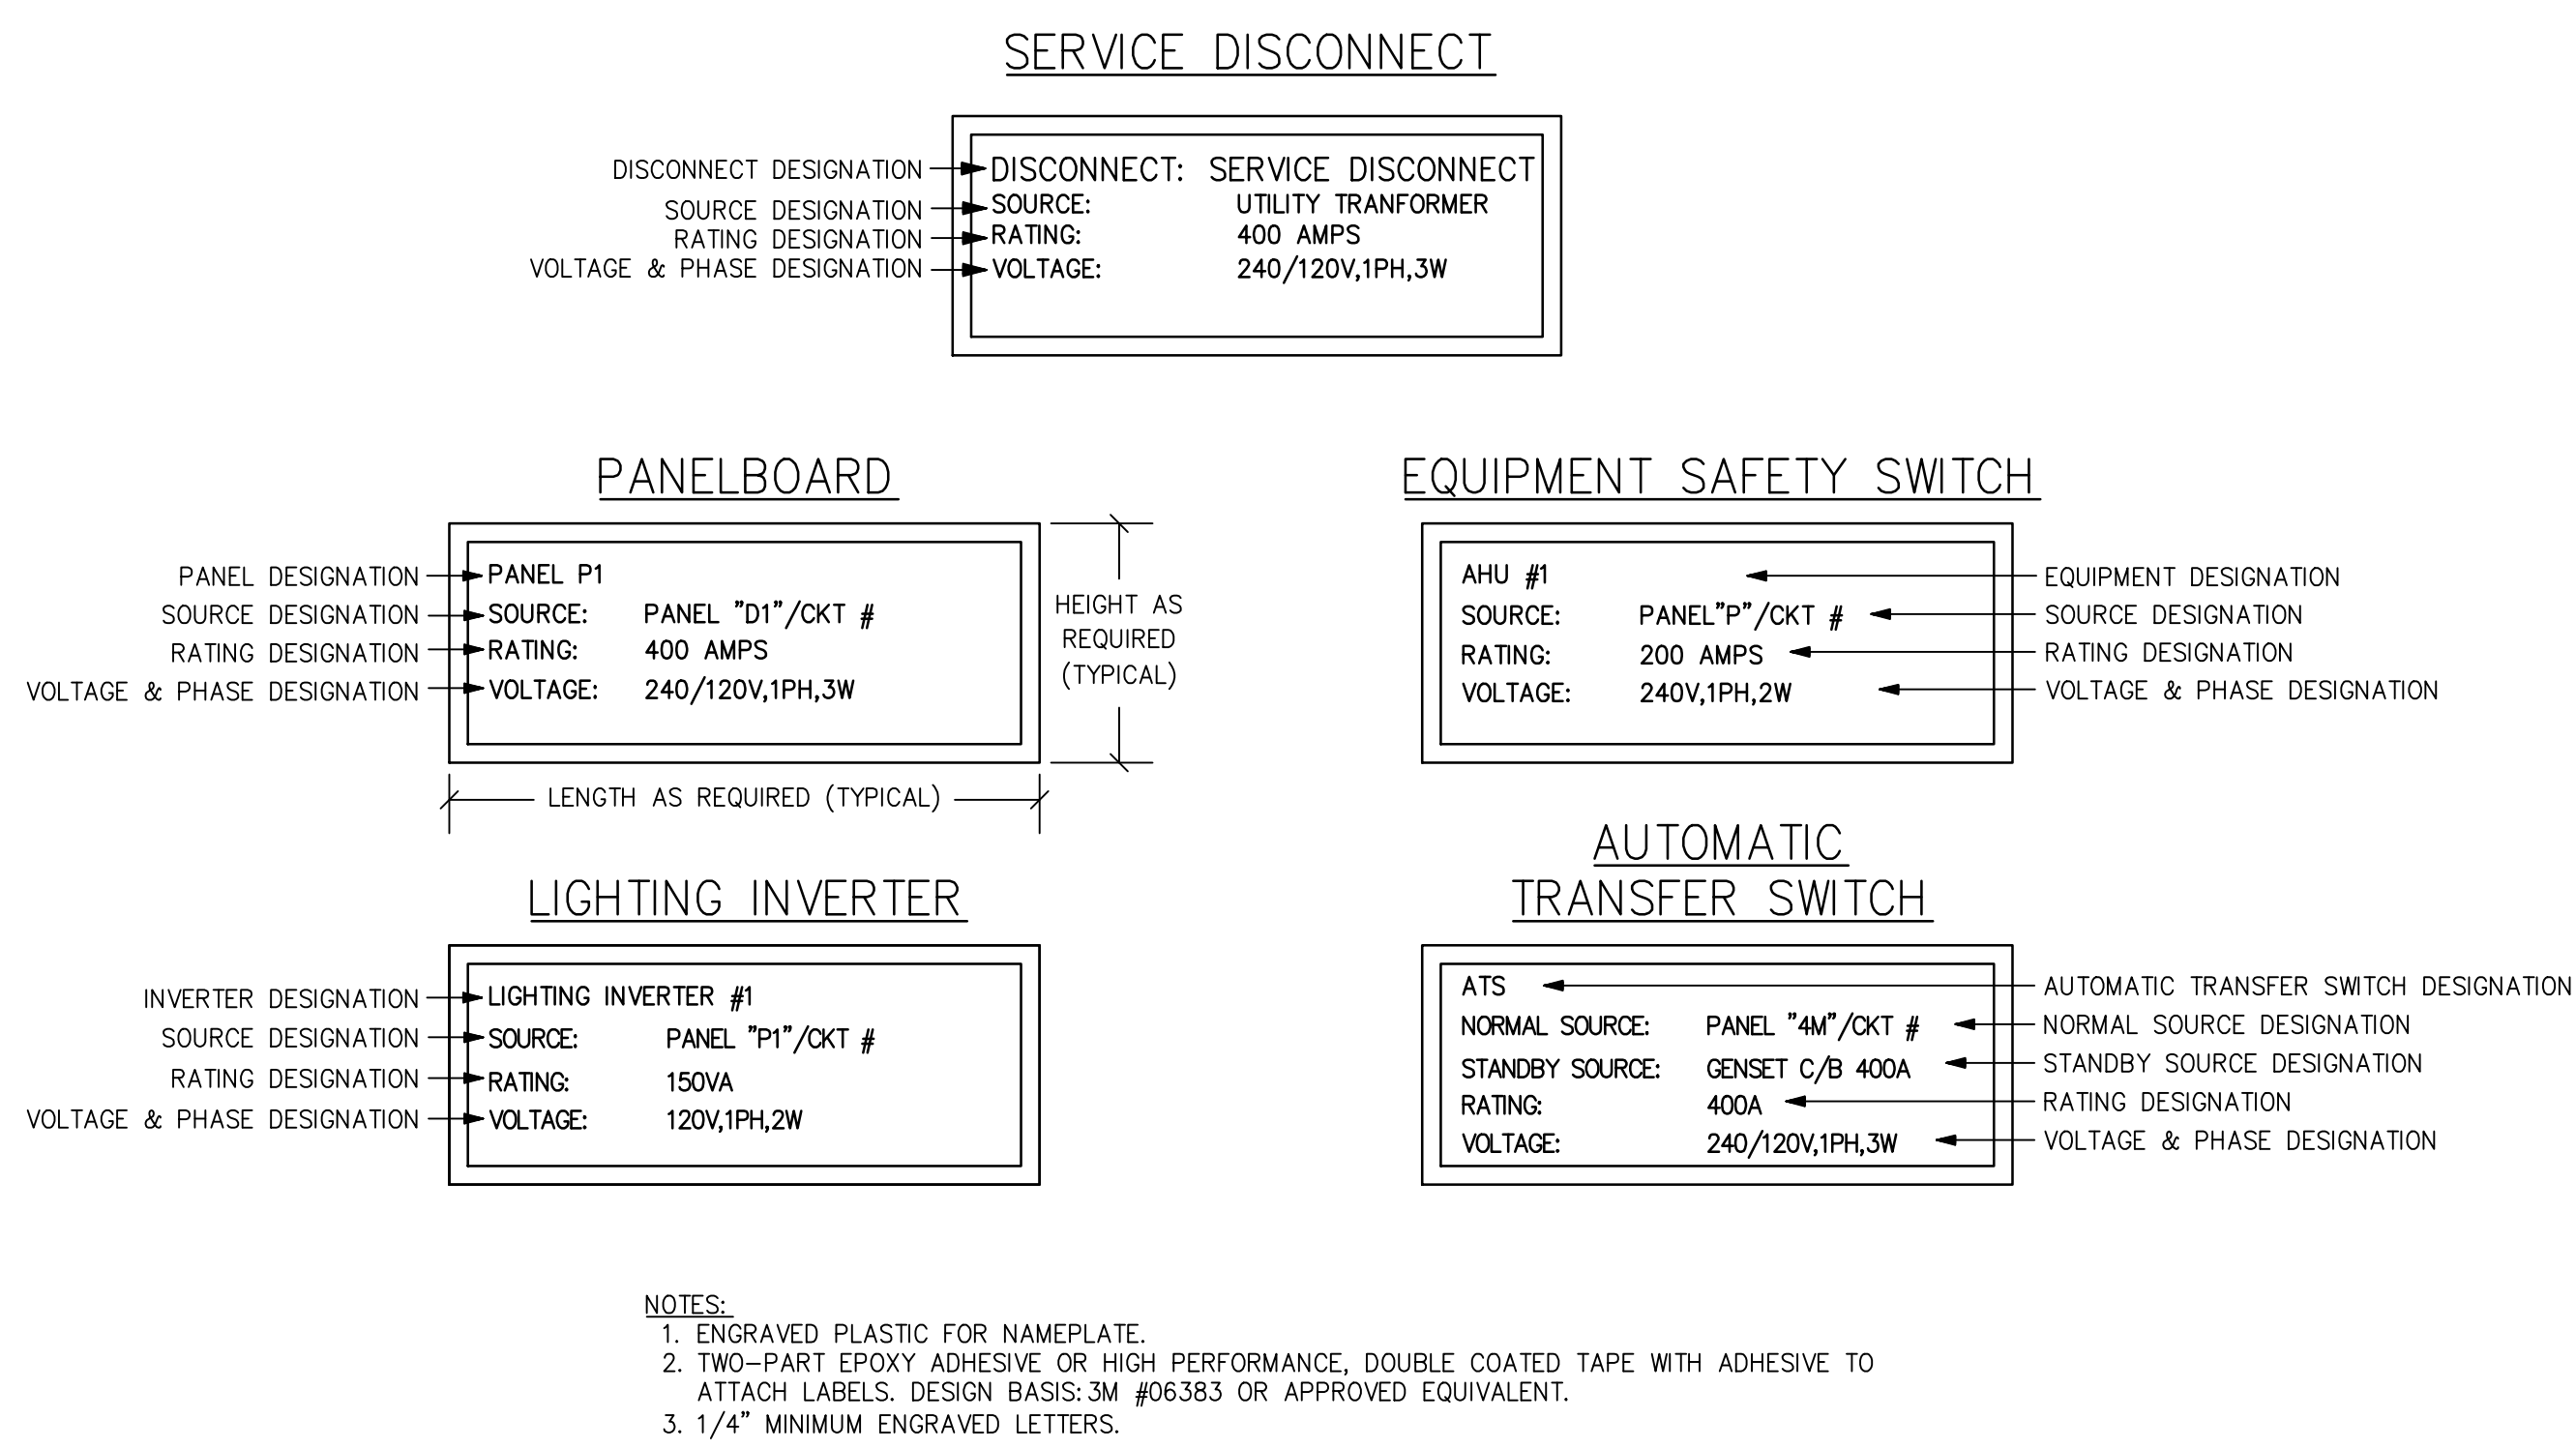 SERVICE DISCONNECT
DISCONNECT DESIGNATION
DISCONNECT: SERVICE DISCONNECT
SOURCE DESIGNATION
SOURCE: UTILITY TRANFORMER
RATING DESIGNATION
RATING: 400 AMPS
VOLTAGE & PHASE DESIGNATION
VOLTAGE: 240/120V,1PH,3W
PANELBOARD
PANEL DESIGNATION
PANEL P1
SOURCE DESIGNATION
SOURCE: PANEL "D1"/CKT #
RATING DESIGNATION
RATING: 400 AMPS
VOLTAGE & PHASE DESIGNATION
VOLTAGE: 240/120V,1PH,3W
HEIGHT AS
REQUIRED
(TYPICAL)
LENGTH AS REQUIRED (TYPICAL)
EQUIPMENT SAFETY SWITCH
AHU #1
EQUIPMENT DESIGNATION
SOURCE: PANEL"P"/CKT #
SOURCE DESIGNATION
RATING: 200 AMPS
RATING DESIGNATION
VOLTAGE: 240V,1PH,2W
VOLTAGE & PHASE DESIGNATION
LIGHTING INVERTER
INVERTER DESIGNATION
LIGHTING INVERTER #1
SOURCE DESIGNATION
SOURCE: PANEL "P1"/CKT #
RATING DESIGNATION
RATING: 150VA
VOLTAGE & PHASE DESIGNATION
VOLTAGE: 120V,1PH,2W
AUTOMATIC
TRANSFER SWITCH
ATS
AUTOMATIC TRANSFER SWITCH DESIGNATION
NORMAL SOURCE: PANEL "4M"/CKT #
NORMAL SOURCE DESIGNATION
STANDBY SOURCE: GENSET C/B 400A
STANDBY SOURCE DESIGNATION
RATING: 400A
RATING DESIGNATION
VOLTAGE: 240/120V,1PH,3W
VOLTAGE & PHASE DESIGNATION
NOTES:
1. ENGRAVED PLASTIC FOR NAMEPLATE.
2. TWO-PART EPOXY ADHESIVE OR HIGH PERFORMANCE, DOUBLE COATED TAPE WITH ADHESIVE TO
ATTACH LABELS. DESIGN BASIS: 3M #06383 OR APPROVED EQUIVALENT.
3. 1/4" MINIMUM ENGRAVED LETTERS.